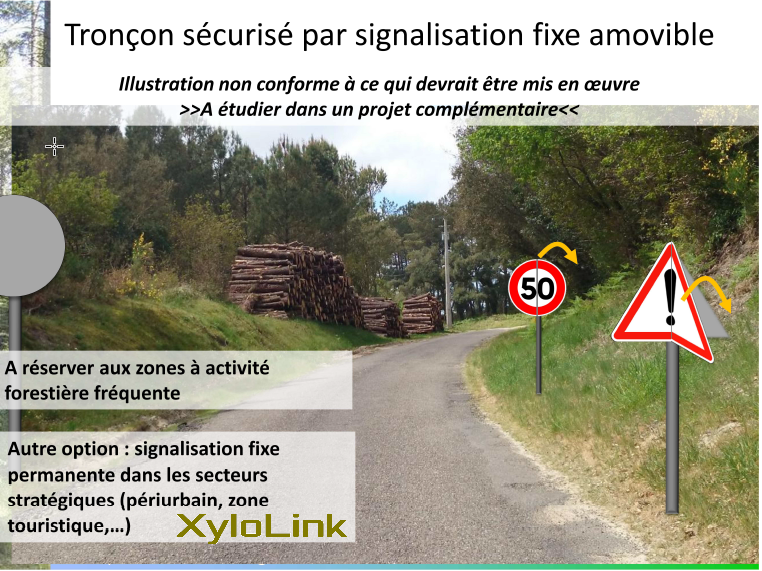 Tronçon sécurisé par signalisation fixe amovible
Illustration non conforme à ce qui devrait être mis en œuvre
>>A étudier dans un projet complémentaire<<
50
!
A réserver aux zones à activité
forestière fréquente
Autre option : signalisation fixe
permanente dans les secteurs
stratégiques (périurbain, zone
touristique,...)
XyloLink